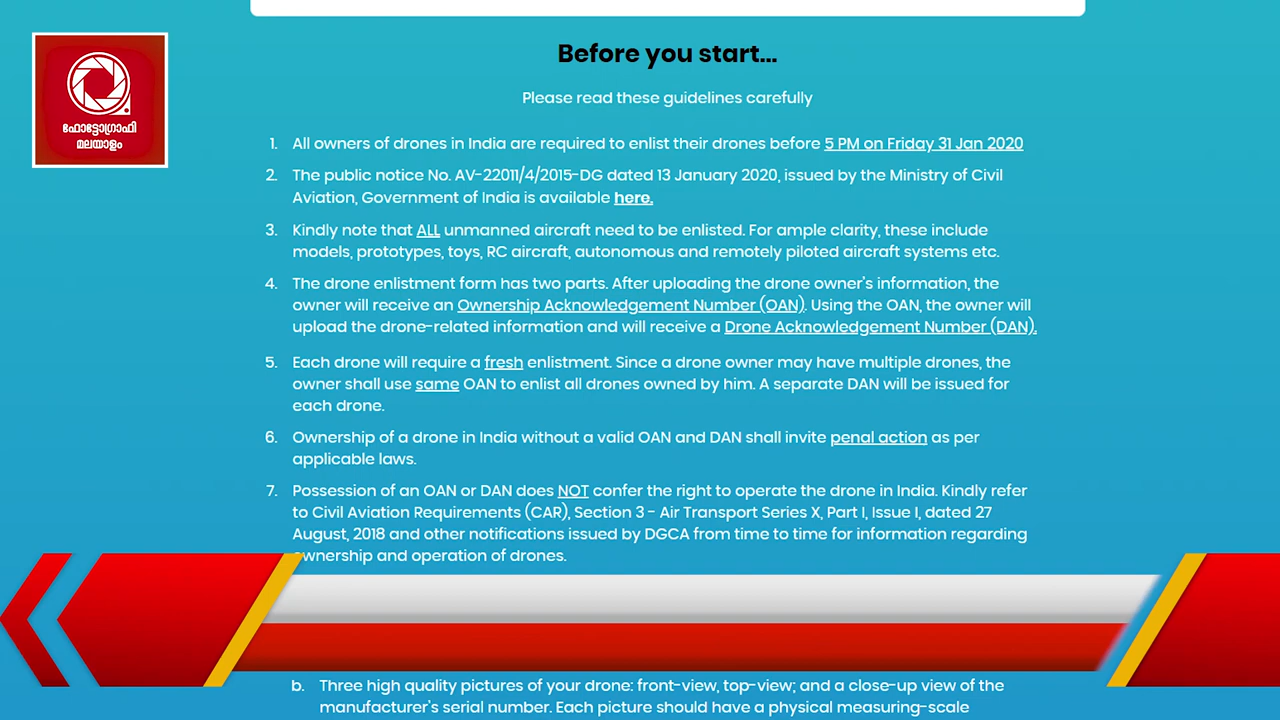 Before you start...
Please read these guidelines carefully
ഫോട്ടോഗ്രാഫി
മലയാളം
1. All owners of drones in India are required to enlist their drones before 5 PM on Friday 31 Jan 2020
2. The public notice No. AV-22011/4/2015-DG dated 13 January 2020, issued by the Ministry of Civil
Aviation, Government of India is available here.
3. Kindly note that ALL unmanned aircraft need to be enlisted. For ample clarity, these include
models, prototypes, toys, RC aircraft, autonomous and remotely piloted aircraft systems etc.
4. The drone enlistment form has two parts. After uploading the drone owner's information, the
owner will receive an Ownership Acknowledgement Number (OAN). Using the OAN, the owner will
upload the drone-related information and will receive a Drone Acknowledgement Number (DAN).
5. Each drone will require a fresh enlistment. Since a drone owner may have multiple drones, the
owner shall use same OAN to enlist all drones owned by him. A separate DAN will be issued for
each drone.
6. Ownership of a drone in India without a valid OAN and DAN shall invite penal action as per
applicable laws.
7. Possession of an OAN or DAN does NOT confer the right to operate the drone in India. Kindly refer
to Civil Aviation Requirements (CAR), Section 3 - Air Transport Series X, Part I, Issue I, dated 27
August, 2018 and other notifications issued by DGCA from time to time for information regarding
ownership and operation of drones.
b. Three high quality pictures of your drone: front-view, top-view; and a close-up view of the
manufacturer's serial number. Each picture should have a physical measuring-scale